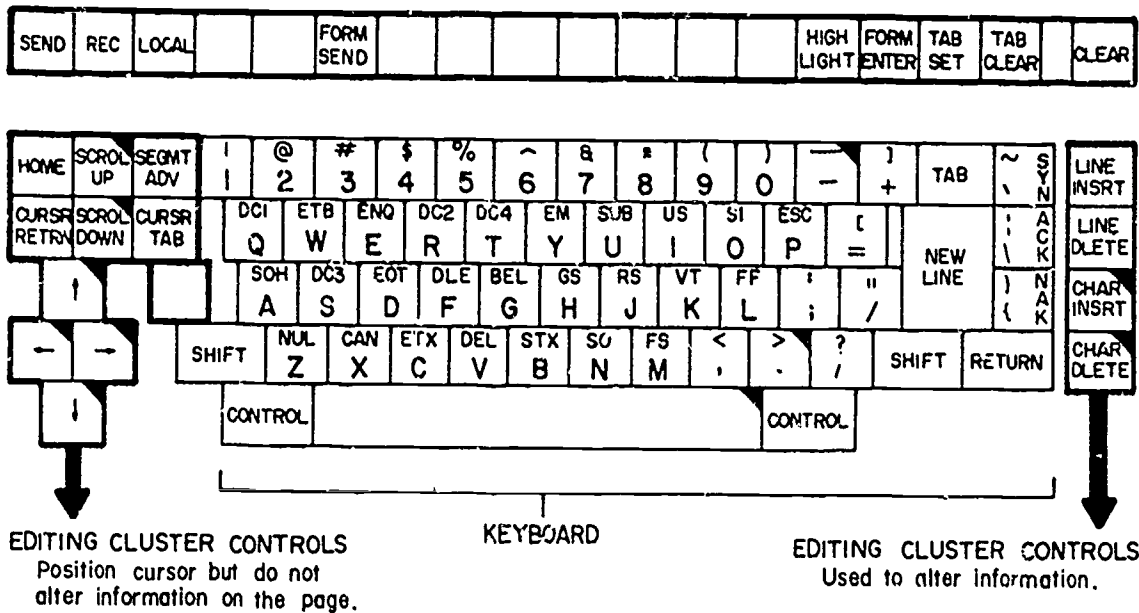 SEND REC LOCAL FORM SEND HIGH LIGHT FORM ENTER TAB SET TAB CLEAR CLEAR
HOME SCROL UP SEGMT ADV | 1 @ 2 # 3 $ 4 % 5 6 & 7 * 8 ( 9 ) 0 — - ] + TAB ~ \ SYN LINE INSRT
CURSR RETRN SCROL DOWN CURSR TAB DC1 Q ETB W ENQ E DC2 R DC4 T EM Y SUB U US I SI O ESC P [ = NEW LINE ¦ \ ACK LINE DLETE
↑ SOH A DC3 S EOT D DLE F BEL G GS H RS J VT K FF L : ; " / } { NAK CHAR INSRT
← → SHIFT NUL Z CAN X ETX C DEL V STX B SO N FS M < , > . ? / SHIFT RETURN CHAR DLETE
↓ CONTROL CONTROL
KEYBOARD
EDITING CLUSTER CONTROLS
Position cursor but do not
alter information on the page.
EDITING CLUSTER CONTROLS
Used to alter information.